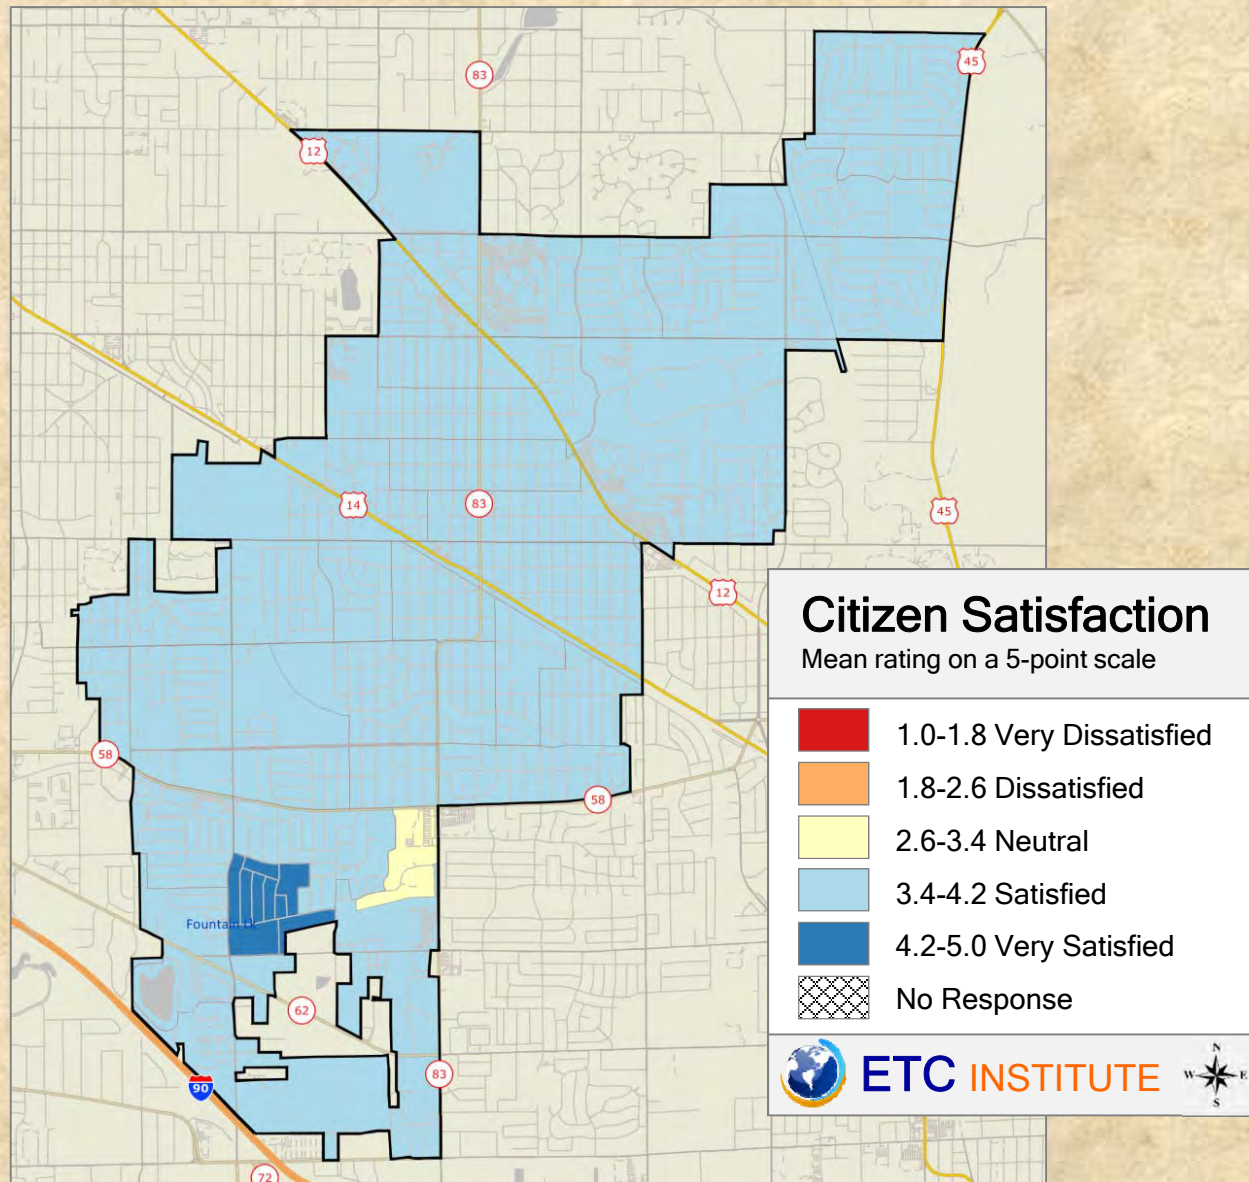 83
45
12
14
83
45
12
58
58
Fountain Lk
62
83
90
72
Citizen Satisfaction
Mean rating on a 5-point scale
1.0-1.8 Very Dissatisfied
1.8-2.6 Dissatisfied
2.6-3.4 Neutral
3.4-4.2 Satisfied
4.2-5.0 Very Satisfied
No Response
ETC INSTITUTE
N
W E
S